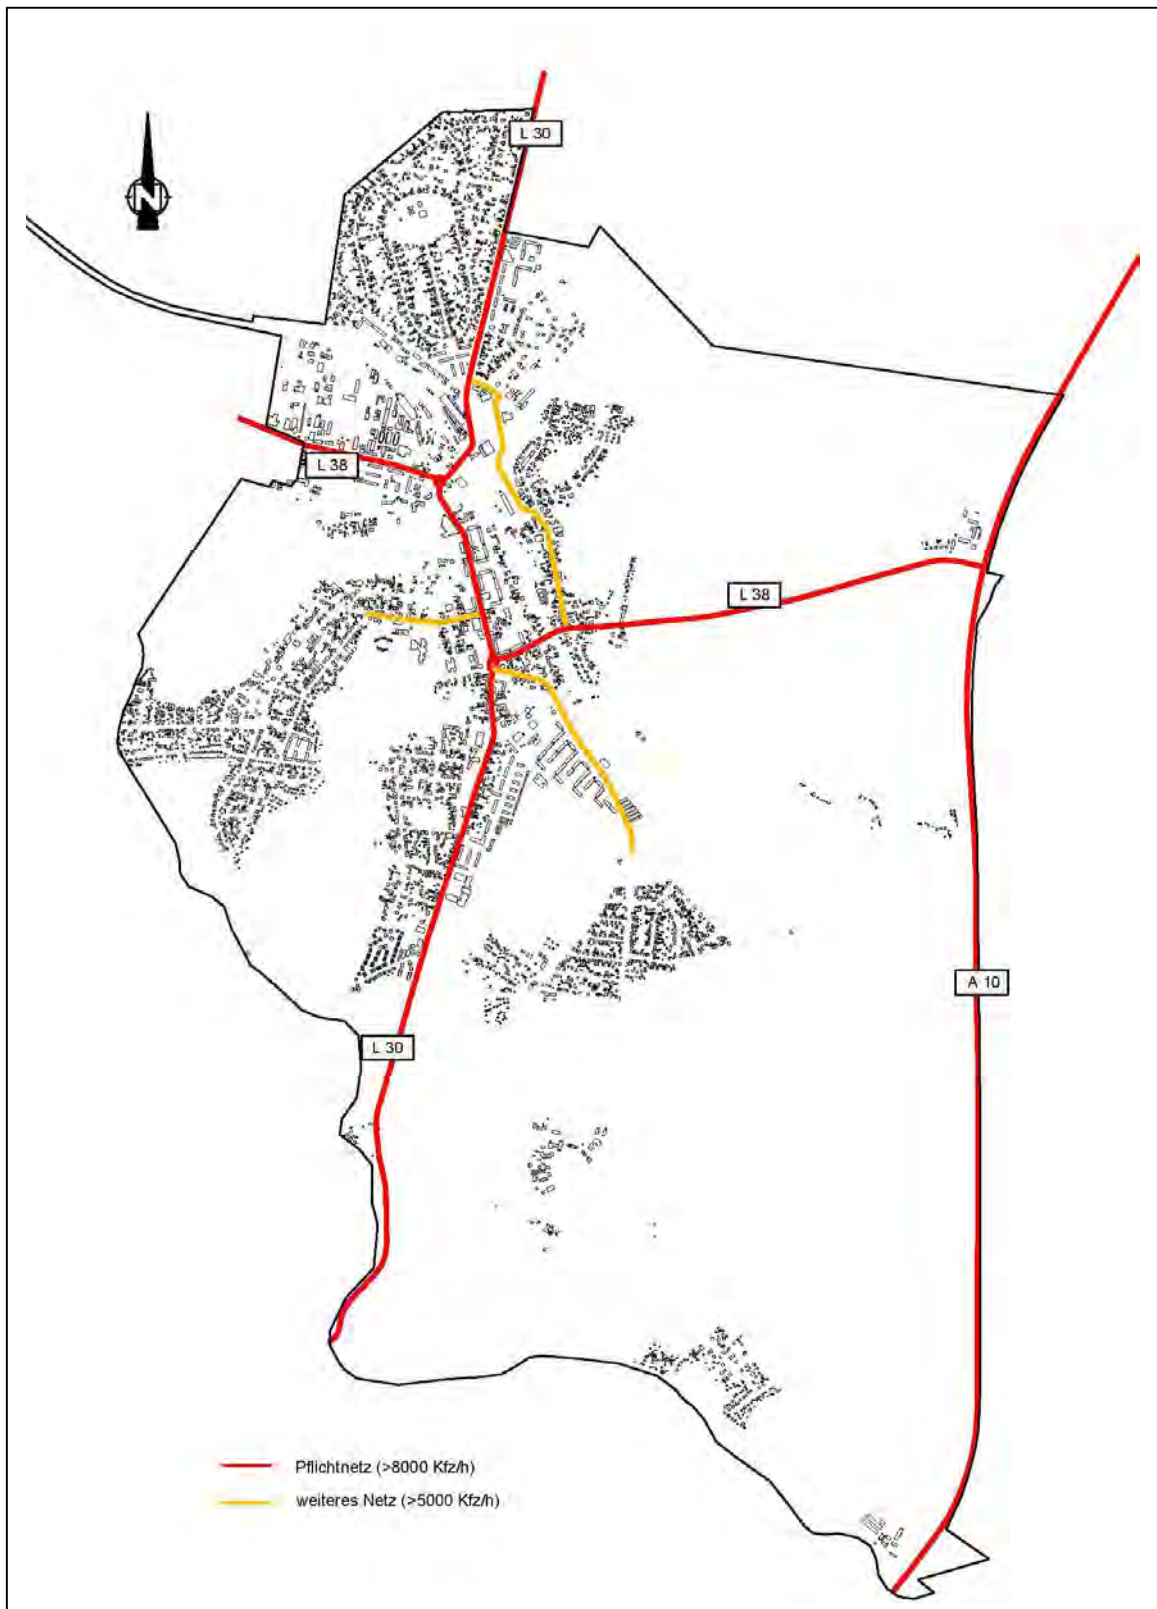 L 30
N
L 38
L 38
A 10
L 30
Pflichtnetz (>8000 Kfz/h)
weiteres Netz (>5000 Kfz/h)